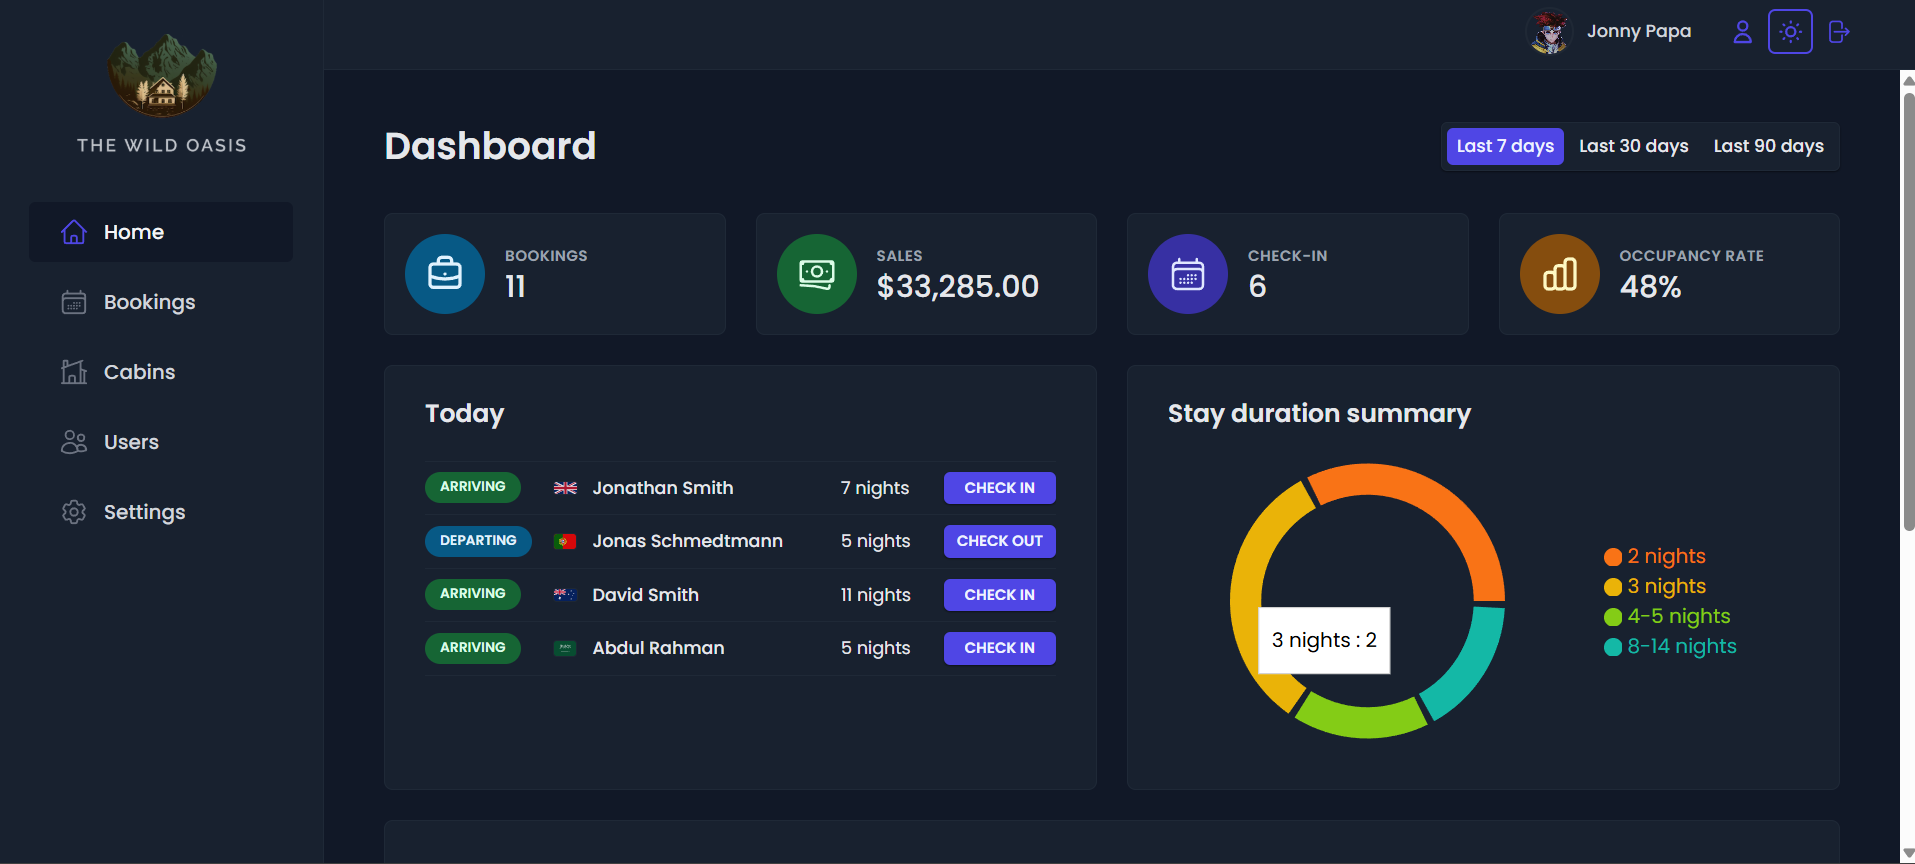 THE WILD OASIS
Home
Bookings
Cabins
Users
Settings
Jonny Papa
Dashboard
Last 7 days Last 30 days Last 90 days
BOOKINGS
11
SALES
$33,285.00
CHECK-IN
6
OCCUPANCY RATE
48%
Today
ARRIVING Jonathan Smith 7 nights CHECK IN
DEPARTING Jonas Schmedtmann 5 nights CHECK OUT
ARRIVING David Smith 11 nights CHECK IN
ARRIVING Abdul Rahman 5 nights CHECK IN
Stay duration summary
3 nights : 2
2 nights
3 nights
4-5 nights
8-14 nights